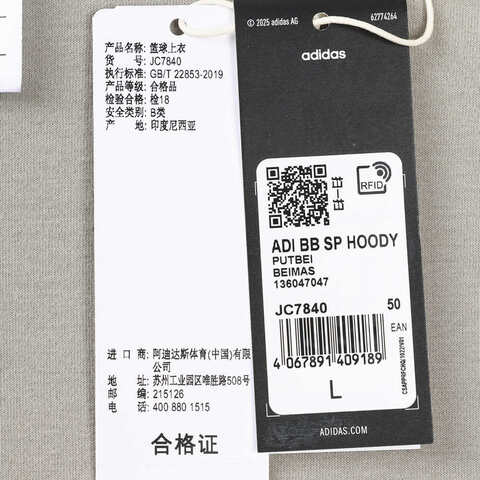 产品名称: 篮球上衣
货 号: JC7840
执行标准: GB/T 22853-2019
产品等级: 合格品
检验合格: 检18
安全类别: B类
产 地: 印度尼西亚
进 口 商: 阿迪达斯体育(中国)有限
公司
地 址: 苏州工业园区唯胜路508号
邮 编: 215126
电 话: 400 880 1515
合格证
© 2025 adidas AG
62774264
adidas
RFID
ADI BB SP HOODY
PUTBEI
BEIMAS
136047047
JC7840 50
EAN
4 067891 409189
L
ADIDAS.COM